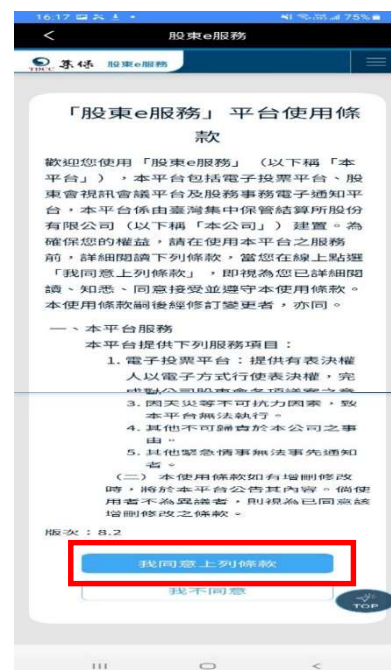 16:17
75%
股東e服務
TDCC 集保 股東e服務
「股東e服務」平台使用條
款
歡迎您使用「股東e服務」(以下稱「本
平台」),本平台包括電子投票平台、股
東會視訊會議平台及股務事務電子通知平
台,本平台係由臺灣集中保管結算所股份
有限公司(以下稱「本公司」)建置。為
確保您的權益,請在使用本平台之服務
前,詳細閱讀下列條款,當您在線上點選
「我同意上列條款」,即視為您已詳細閱
讀、知悉、同意接受並遵守本使用條款。
本使用條款嗣後經修訂變更者,亦同。
一、本平台服務
本平台提供下列服務項目:
1. 電子投票平台:提供有表決權
人以電子方式行使表決權,完
3. 因天災等不可抗力因素,致
本平台無法執行。
4. 其他不可歸責於本公司之事
由。
5. 其他緊急情事無法事先通知
者。
(二)本使用條款如有增刪修改
時,將於本平台公告其內容。倘使
用者不為異議者,則視為已同意該
增刪修改之條款。
版次:8.2
我同意上列條款
我不同意
TOP